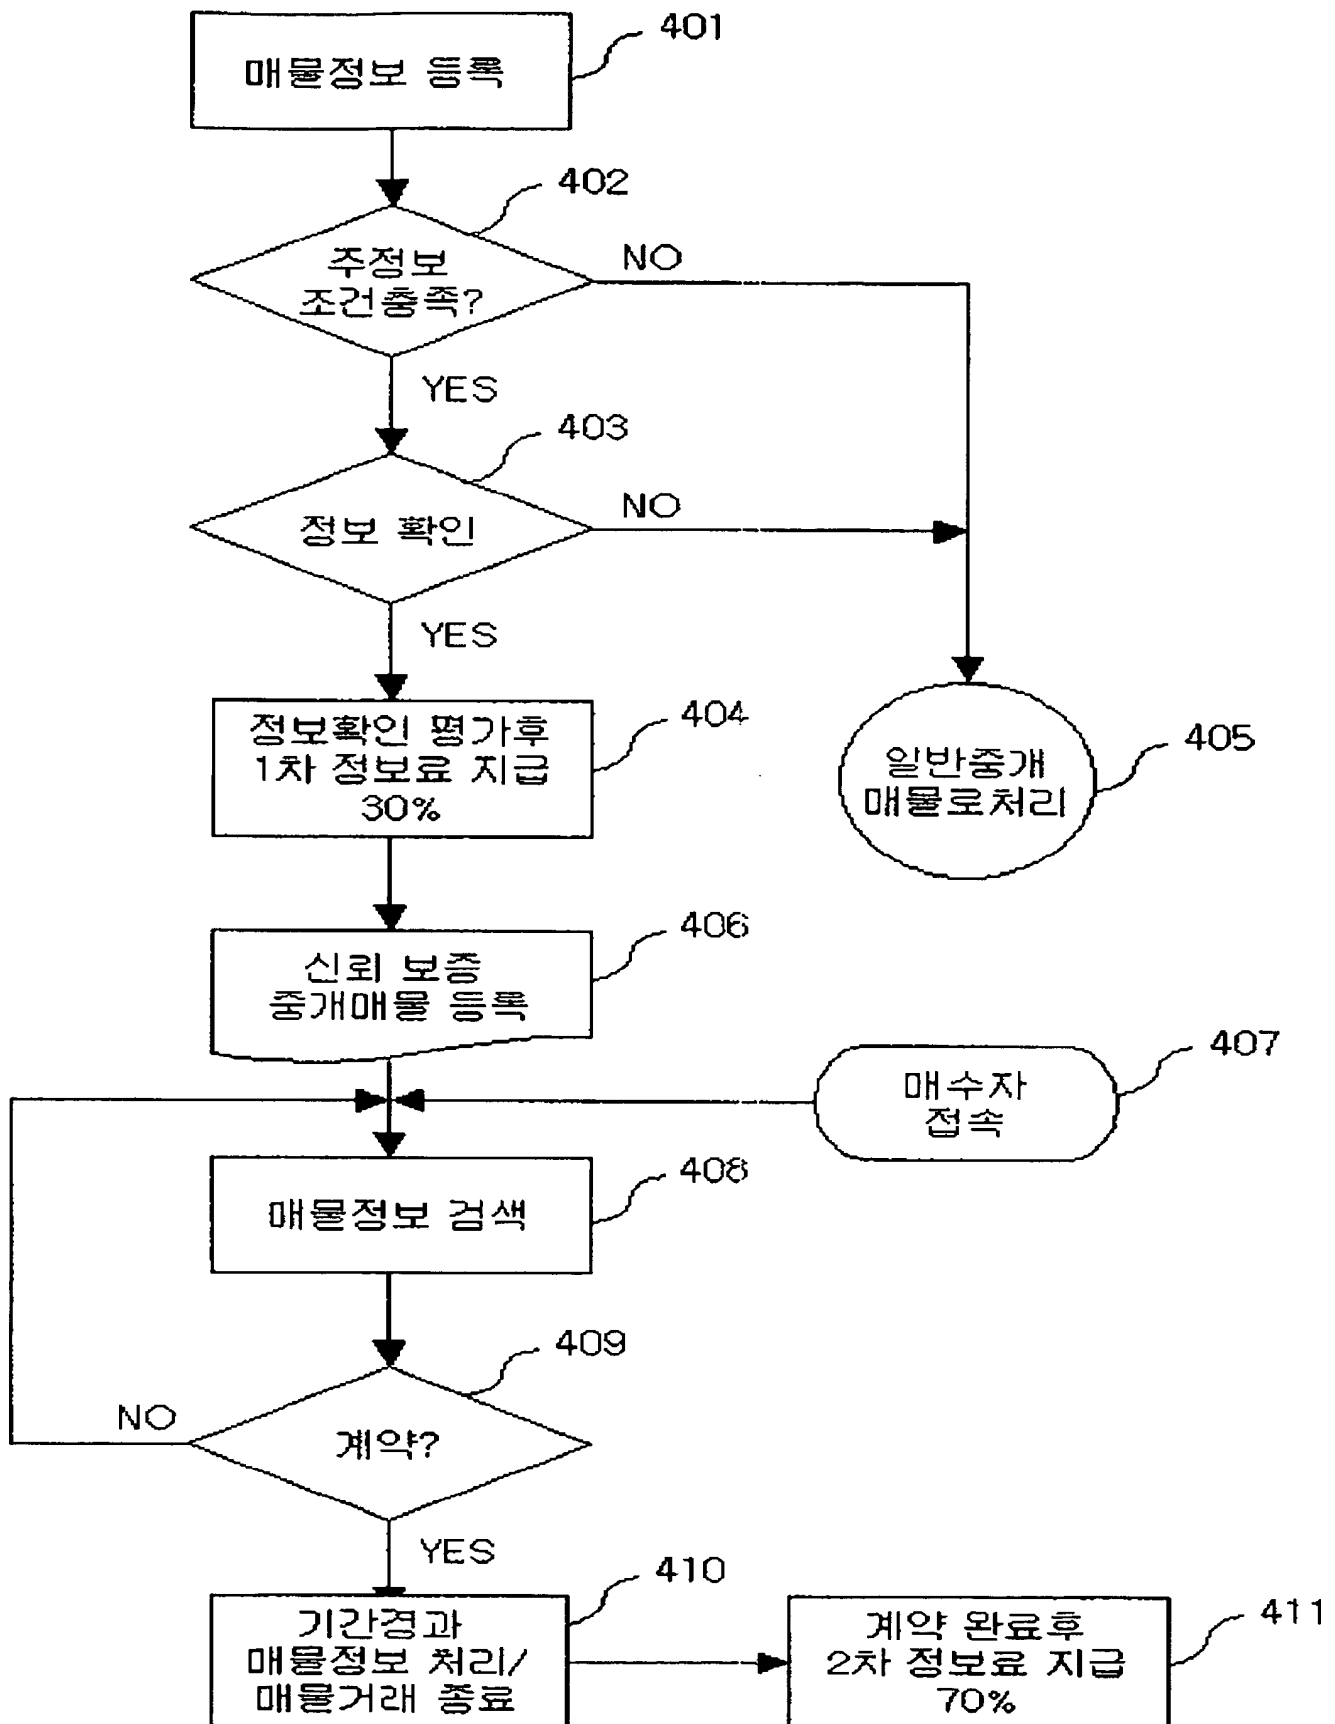 401
매물정보 등록
402
주정보
조건충족?
NO
YES
403
정보 확인
NO
YES
404
정보확인 평가후
1차 정보료 지급
30%
405
일반중개
매물로처리
406
신뢰 보증
중개매물 등록
407
매수자
접속
408
매물정보 검색
409
계약?
NO
YES
410
기간경과
매물정보 처리/
매물거래 종료
411
계약 완료후
2차 정보료 지급
70%